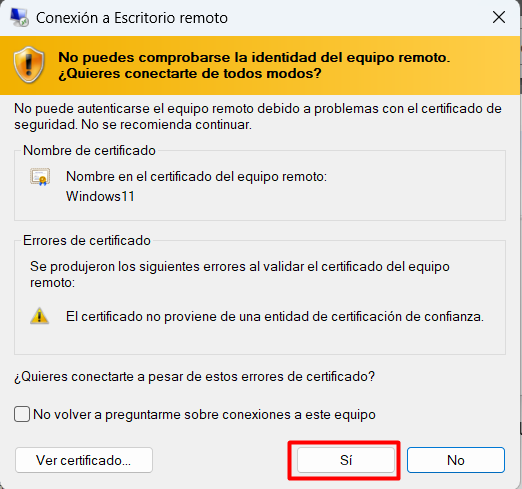 Conexión a Escritorio remoto
No puedes comprobarse la identidad del equipo remoto.
¿Quieres conectarte de todos modos?
No puede autenticarse el equipo remoto debido a problemas con el certificado de
seguridad. No se recomienda continuar.
Nombre de certificado
Nombre en el certificado del equipo remoto:
Windows11
Errores de certificado
Se produjeron los siguientes errores al validar el certificado del equipo
remoto:
El certificado no proviene de una entidad de certificación de confianza.
¿Quieres conectarte a pesar de estos errores de certificado?
No volver a preguntarme sobre conexiones a este equipo
Ver certificado...
Sí
No